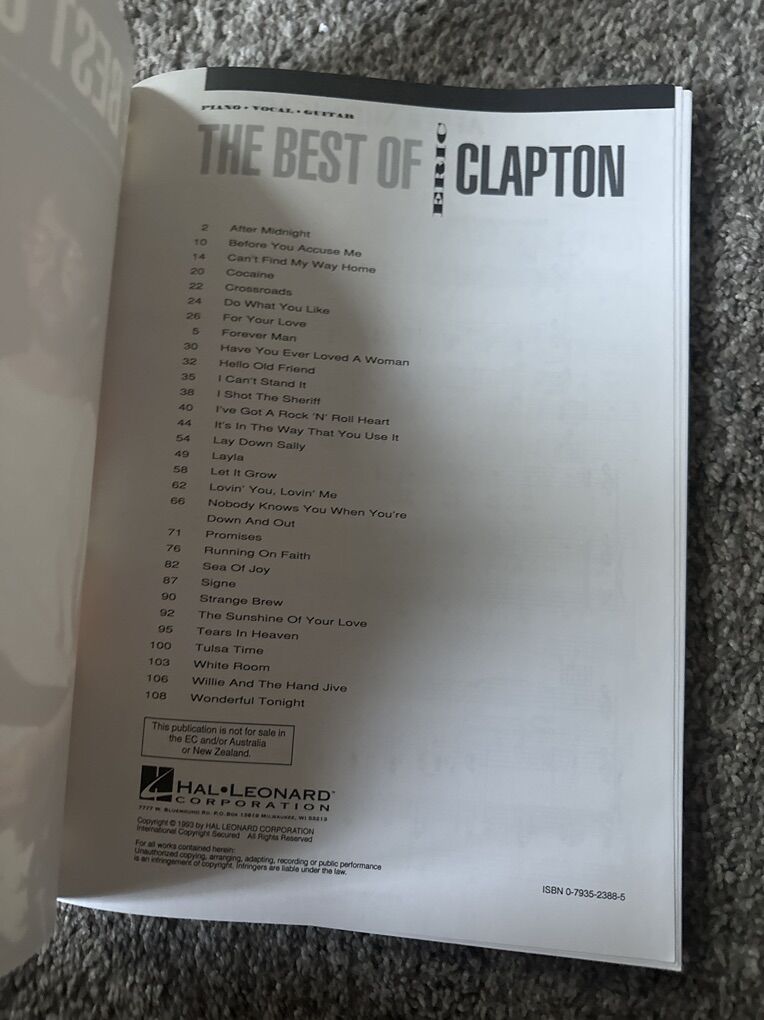 BEST
PIANO • VOCAL • GUITAR
THE BEST OF ERIC CLAPTON
2 After Midnight
10 Before You Accuse Me
14 Can't Find My Way Home
20 Cocaine
22 Crossroads
24 Do What You Like
26 For Your Love
5 Forever Man
30 Have You Ever Loved A Woman
32 Hello Old Friend
35 I Can't Stand It
38 I Shot The Sheriff
40 I've Got A Rock 'N' Roll Heart
44 It's In The Way That You Use It
54 Lay Down Sally
49 Layla
58 Let It Grow
62 Lovin' You, Lovin' Me
66 Nobody Knows You When You're
Down And Out
71 Promises
76 Running On Faith
82 Sea Of Joy
87 Signe
90 Strange Brew
92 The Sunshine Of Your Love
95 Tears In Heaven
100 Tulsa Time
103 White Room
106 Willie And The Hand Jive
108 Wonderful Tonight
This publication is not for sale in
the EC and/or Australia
or New Zealand.
HAL•LEONARD™
CORPORATION
7777 W. BLUEMOUND RD. P.O. BOX 13819 MILWAUKEE, WI 53213
Copyright © 1993 by HAL LEONARD CORPORATION
International Copyright Secured All Rights Reserved
For all works contained herein:
Unauthorized copying, arranging, adapting, recording or public performance
is an infringement of copyright. Infringers are liable under the law.
ISBN 0-7935-2388-5